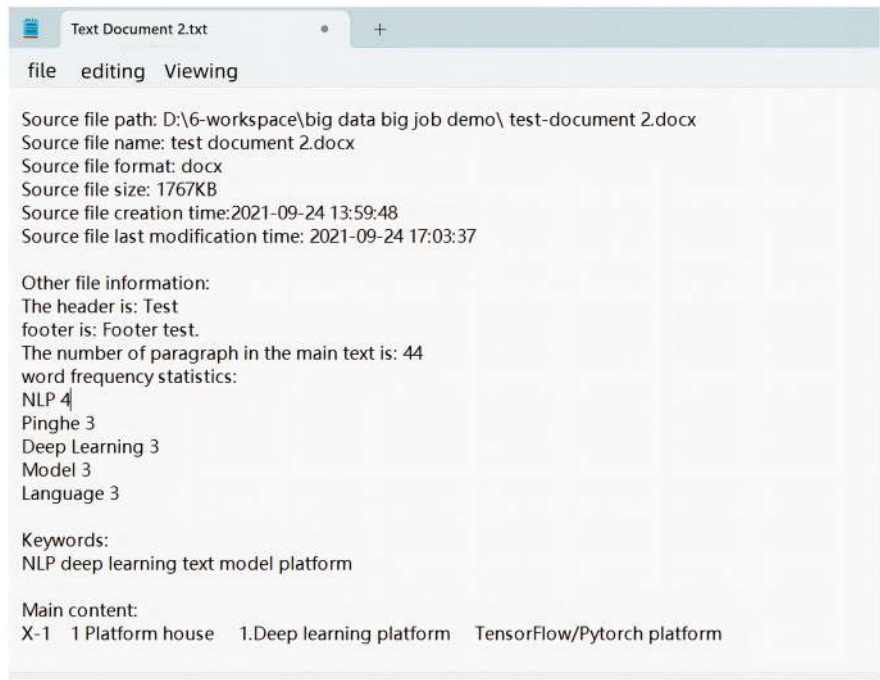 Text Document 2.txt
file editing Viewing
Source file path: D:\6-workspace\big data big job demo\ test-document 2.docx
Source file name: test document 2.docx
Source file format: docx
Source file size: 1767KB
Source file creation time:2021-09-24 13:59:48
Source file last modification time: 2021-09-24 17:03:37
Other file information:
The header is: Test
footer is: Footer test.
The number of paragraph in the main text is: 44
word frequency statistics:
NLP 4
Pinghe 3
Deep Learning 3
Model 3
Language 3
Keywords:
NLP deep learning text model platform
Main content:
X-1 1 Platform house 1.Deep learning platform TensorFlow/Pytorch platform